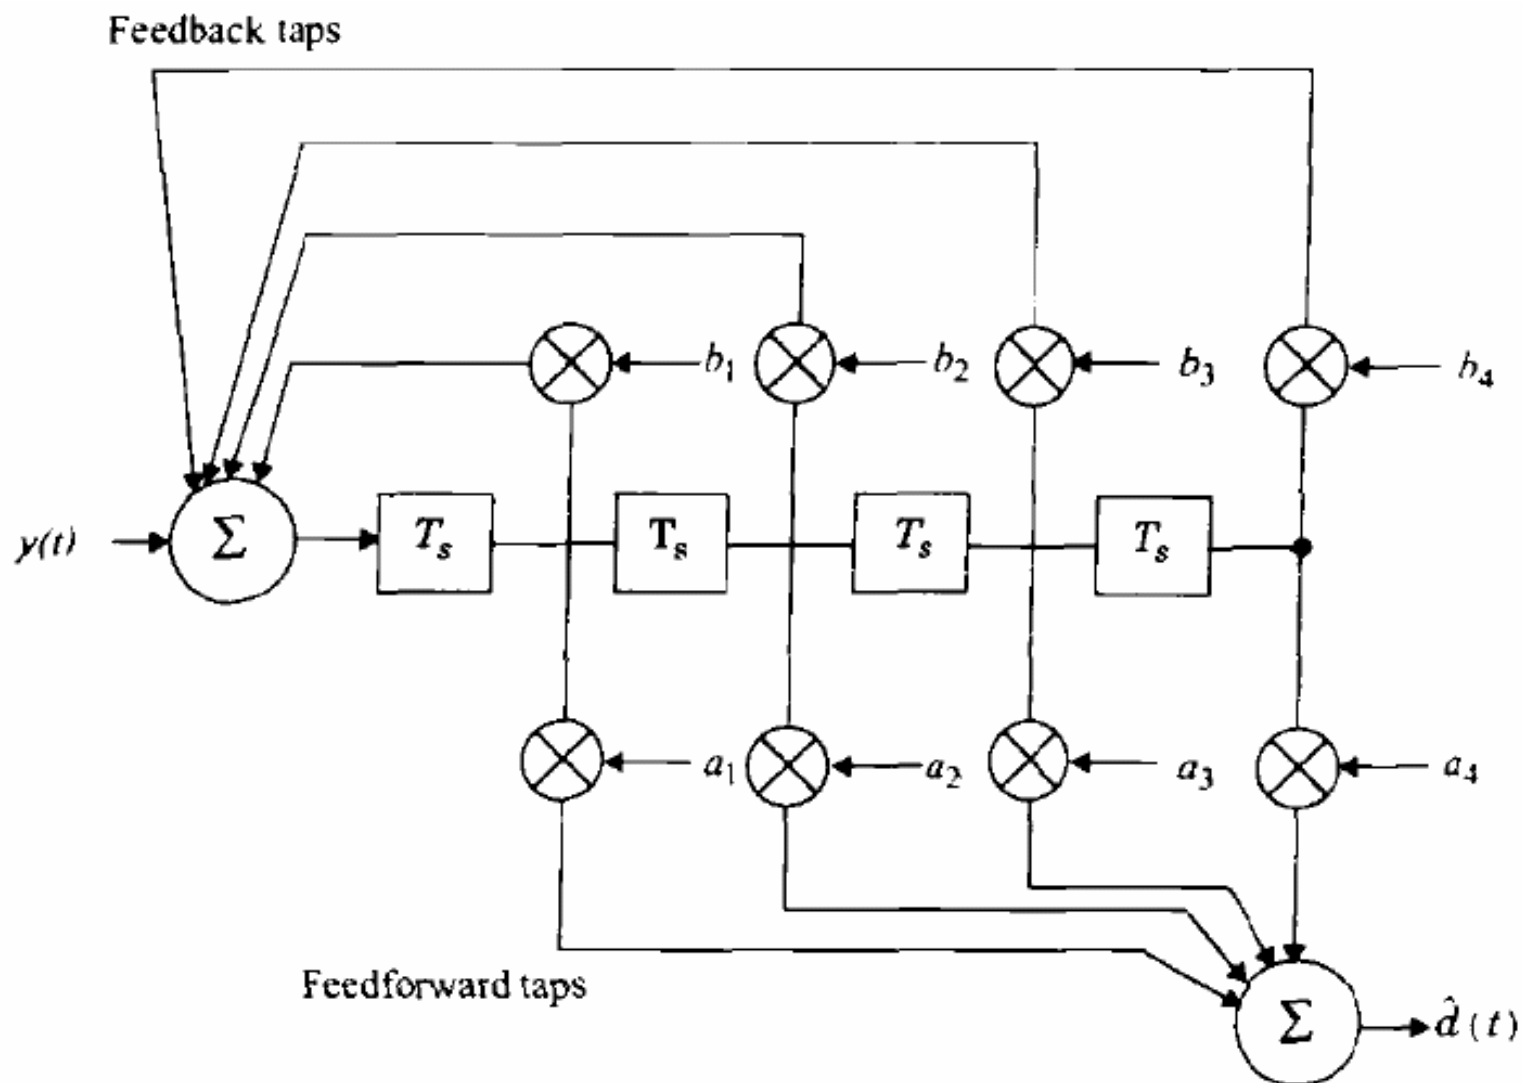 Feedback taps
b₁
b₂
b₃
b₄
y(t)
Σ
Tₛ
Tₛ
Tₛ
Tₛ
a₁
a₂
a₃
a₄
Feedforward taps
Σ
d̂(t)